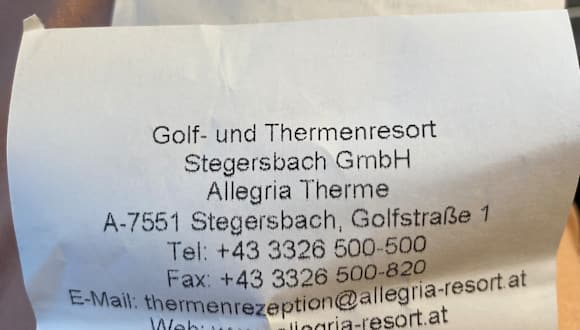 Golf- und Thermenresort
Stegersbach GmbH
Allegria Therme
A-7551 Stegersbach, Golfstraße 1
Tel: +43 3326 500-500
Fax: +43 3326 500-820
E-Mail: thermenrezeption@allegria-resort.at
Web: